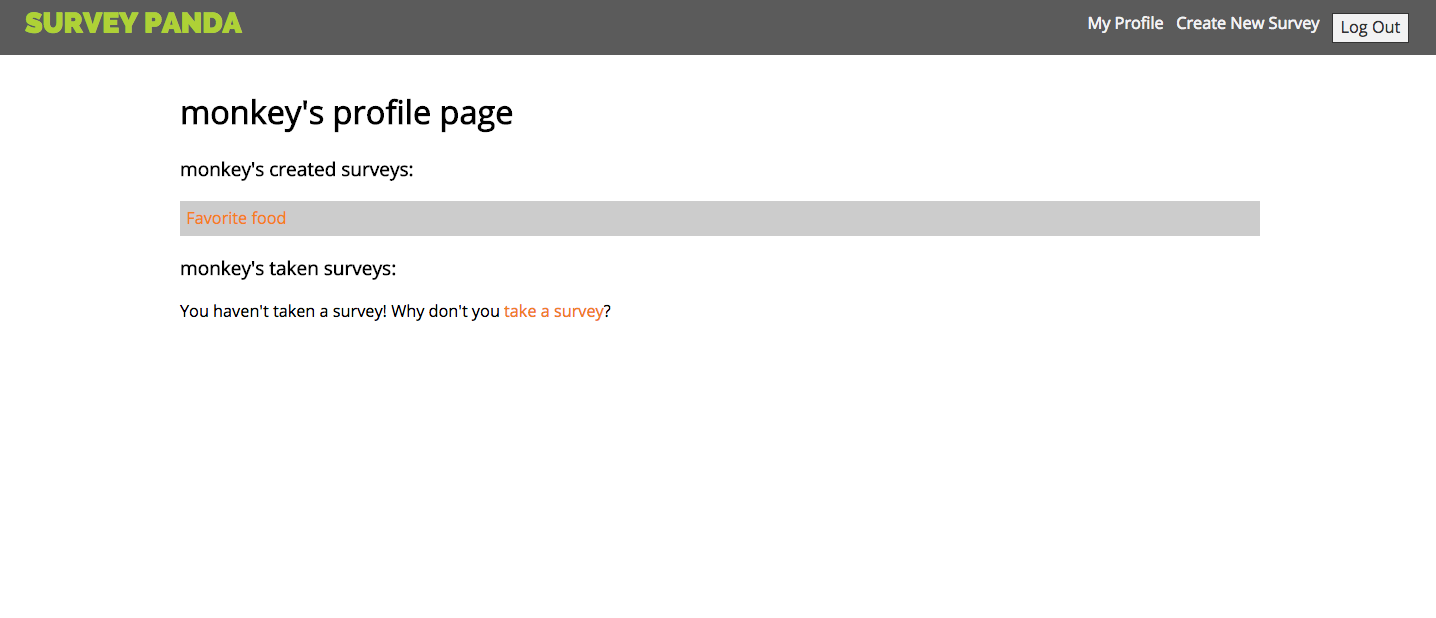 SURVEY PANDA
My Profile Create New Survey Log Out
monkey's profile page
monkey's created surveys:
Favorite food
monkey's taken surveys:
You haven't taken a survey! Why don't you take a survey?